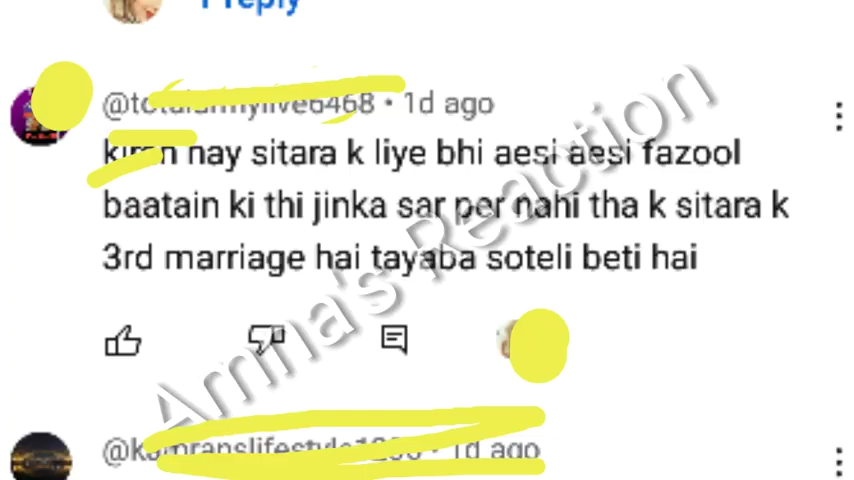 1 reply
• 1d ago
nay sitara k liye bhi aesi aesi fazool
baatain ki thi jinka sar per nahi tha k sitara k
3rd marriage hai tayaba soteli beti hai
Amna's Reaction
1d ago